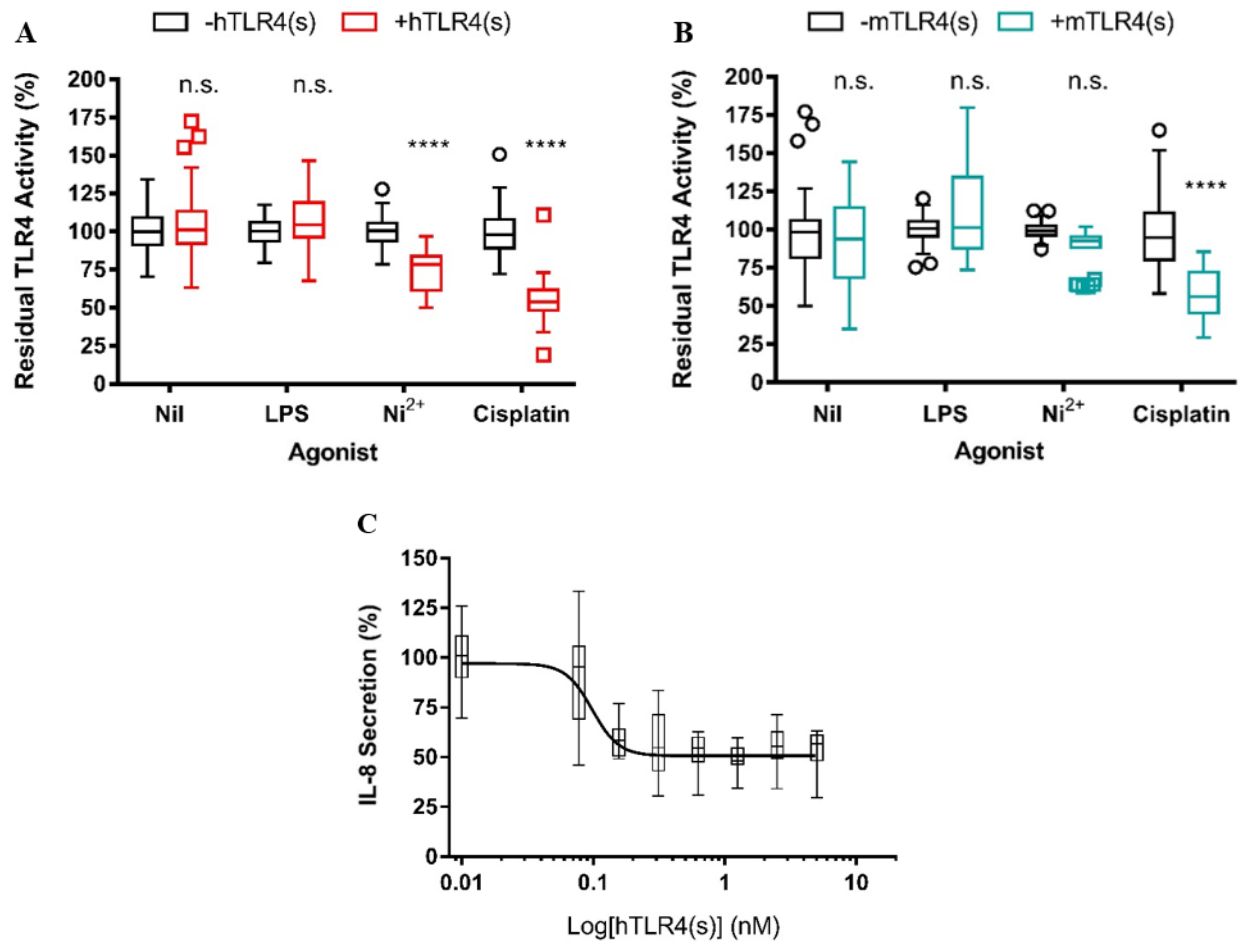 A
-hTLR4(s) +hTLR4(s)
Residual TLR4 Activity (%)
200
175
150
125
100
75
50
25
0
n.s. n.s. **** ****
Nil LPS Ni2+ Cisplatin
Agonist
B
-mTLR4(s) +mTLR4(s)
Residual TLR4 Activity (%)
200
175
150
125
100
75
50
25
0
n.s. n.s. n.s. ****
Nil LPS Ni2+ Cisplatin
Agonist
C
IL-8 Secretion (%)
150
125
100
75
50
25
0
0.01 0.1 1 10
Log[hTLR4(s)] (nM)